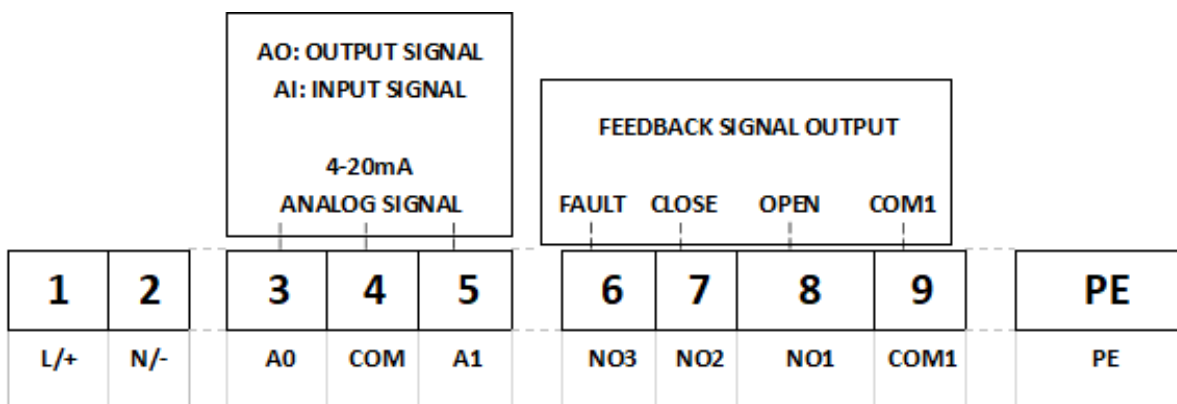 AO: OUTPUT SIGNAL
AI: INPUT SIGNAL
4-20mA
ANALOG SIGNAL
FEEDBACK SIGNAL OUTPUT
FAULT CLOSE OPEN COM1
1 2 3 4 5 6 7 8 9 PE
L/+ N/- A0 COM A1 NO3 NO2 NO1 COM1 PE